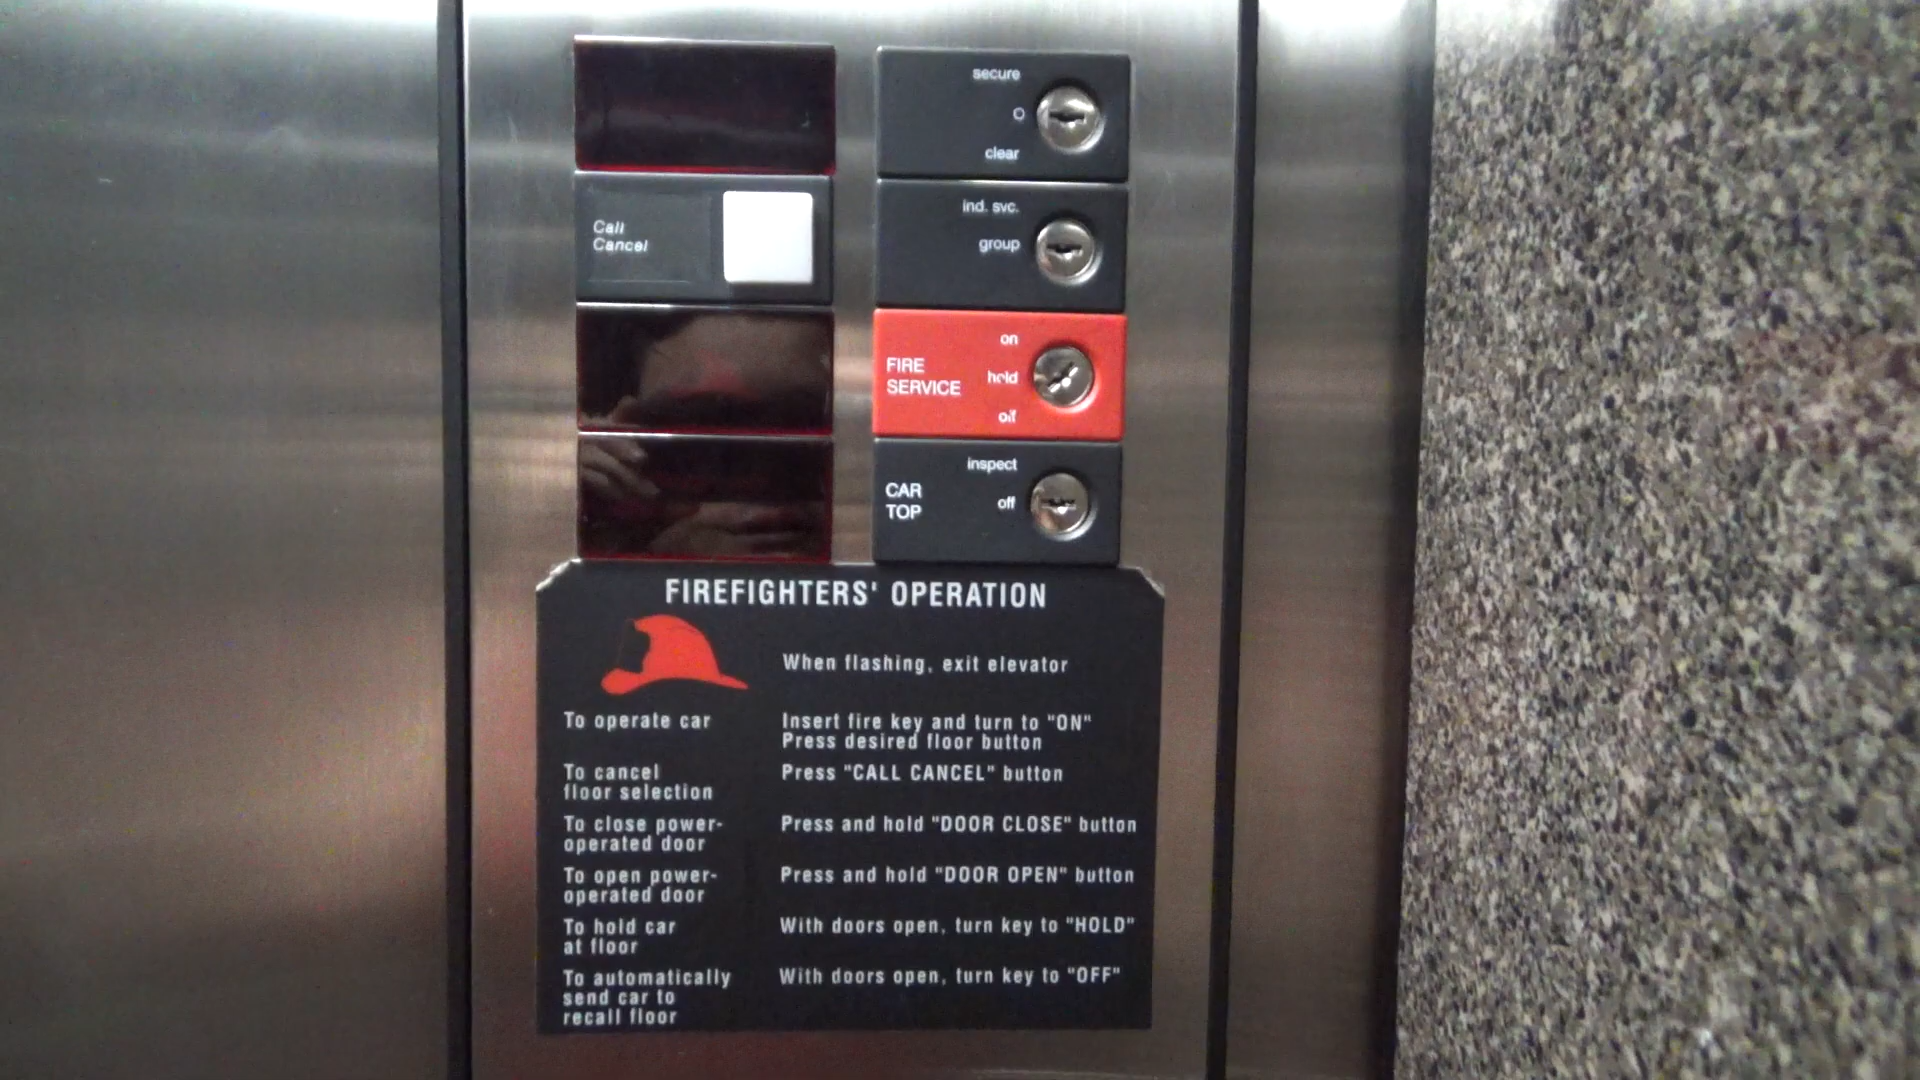 secure
O
clear
Call
Cancel
ind. svc.
group
on
FIRE
SERVICE
hold
off
inspect
CAR
TOP
off
FIREFIGHTERS' OPERATION
When flashing, exit elevator
To operate car
Insert fire key and turn to "ON"
Press desired floor button
To cancel
floor selection
Press "CALL CANCEL" button
To close power-
operated door
Press and hold "DOOR CLOSE" button
To open power-
operated door
Press and hold "DOOR OPEN" button
To hold car
at floor
With doors open, turn key to "HOLD"
To automatically
send car to
recall floor
With doors open, turn key to "OFF"